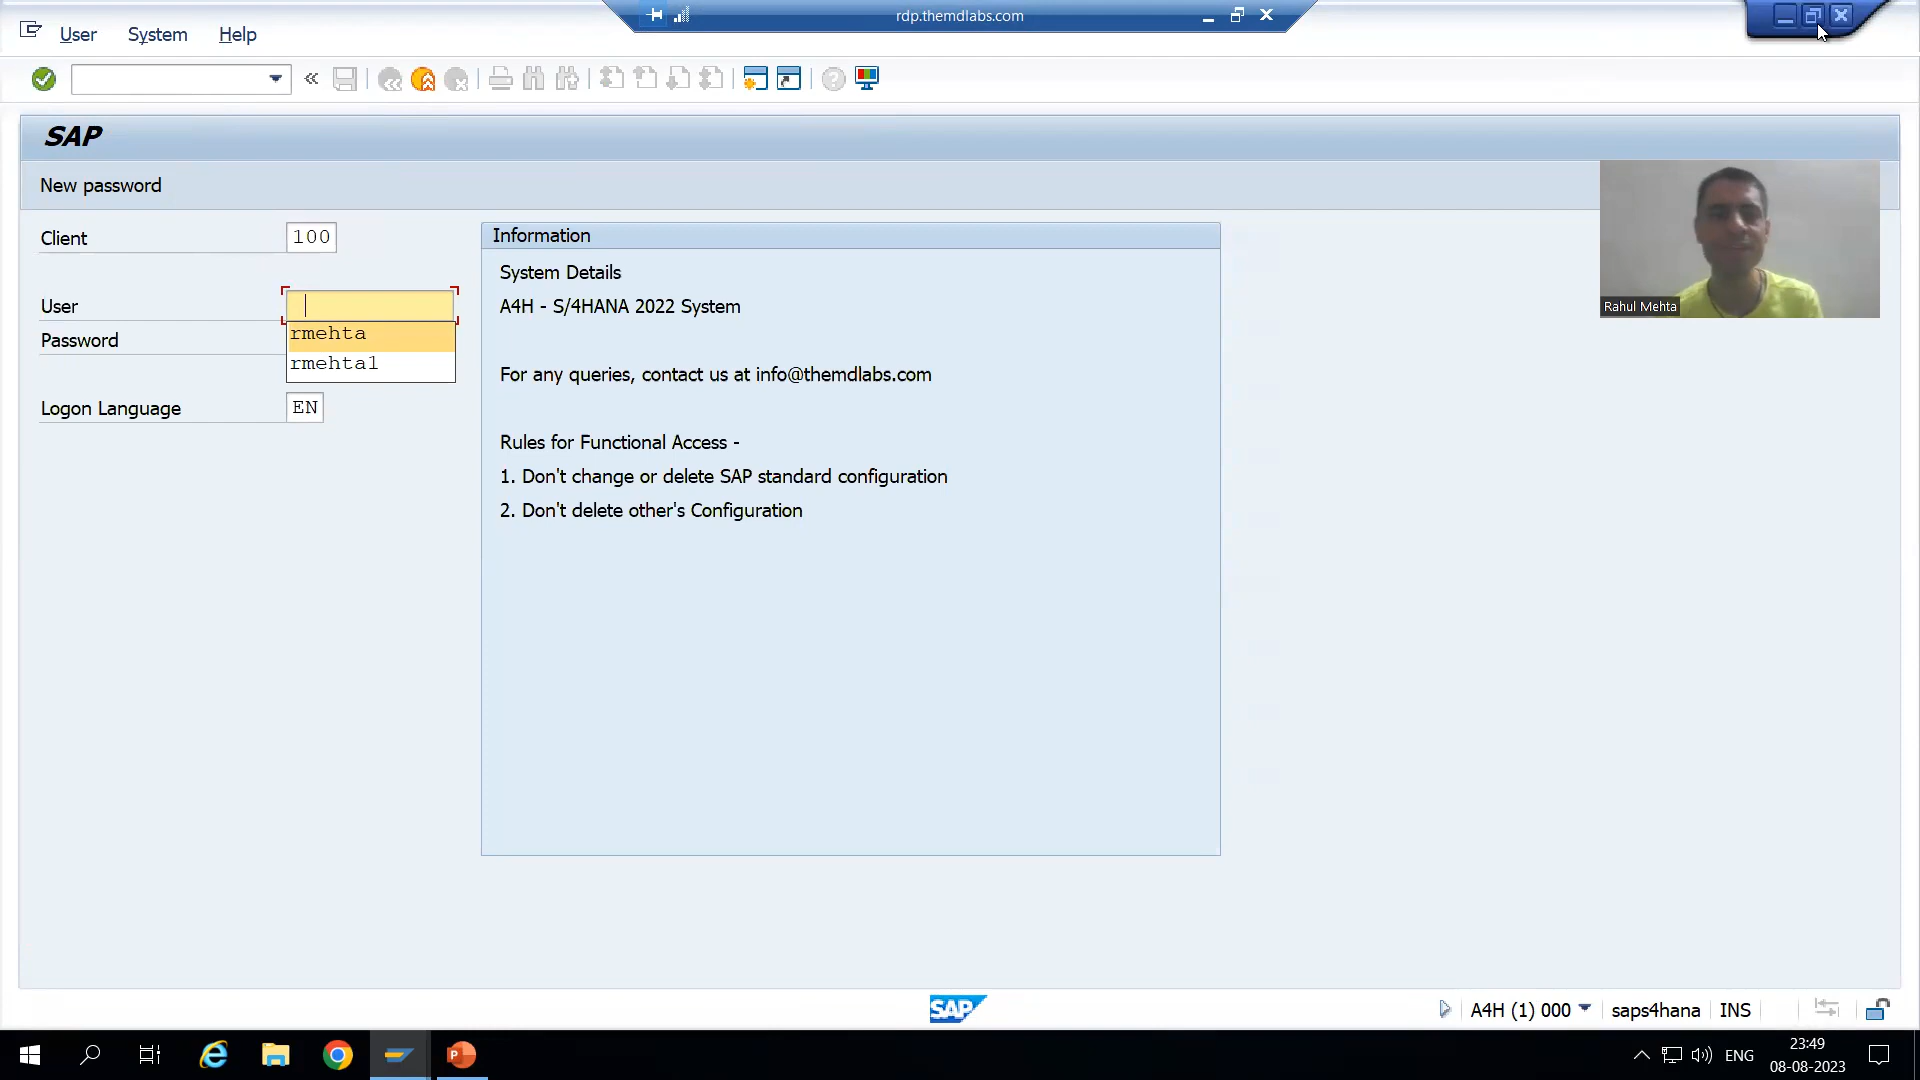 rdp.themdlabs.com
User System Help
SAP
New password
Client 100
User
rmehta
rmehta1
Password
Logon Language EN
Information
System Details
A4H - S/4HANA 2022 System
For any queries, contact us at info@themdlabs.com
Rules for Functional Access -
1. Don't change or delete SAP standard configuration
2. Don't delete other's Configuration
Rahul Mehta
SAP
A4H (1) 000 saps4hana INS
ENG
23:49
08-08-2023